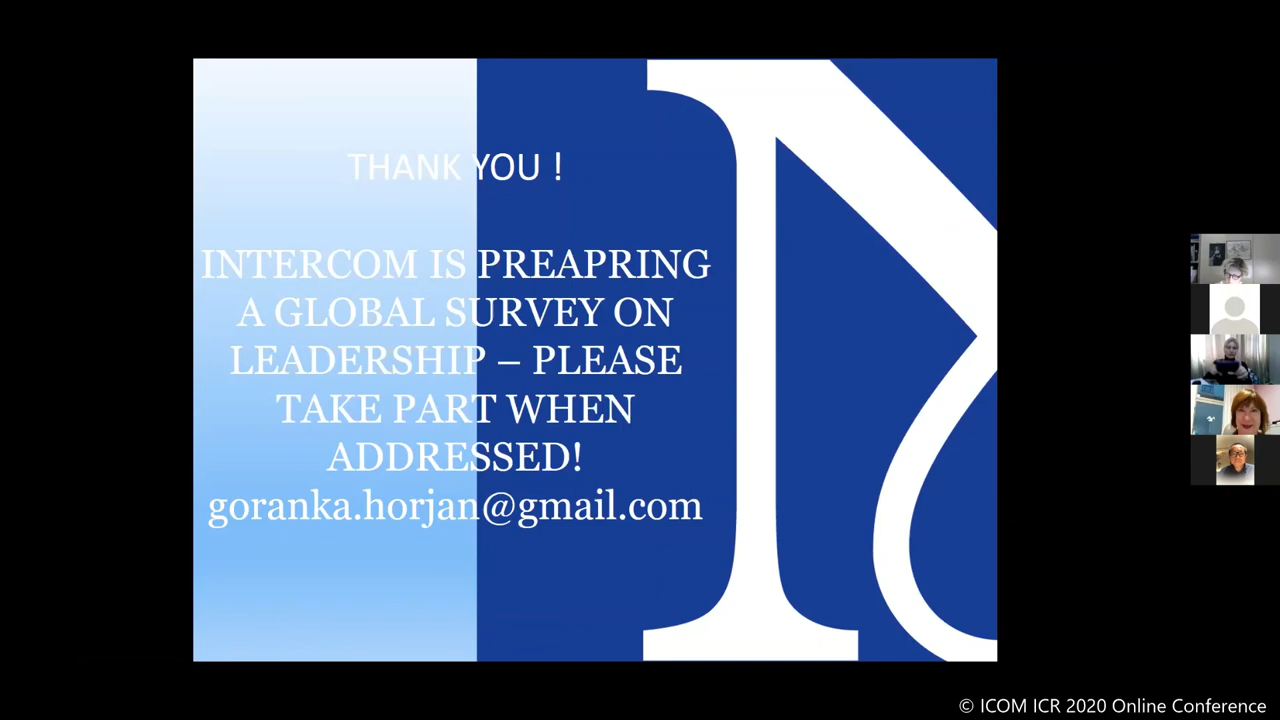 THANK YOU !
INTERCOM IS PREAPRING
A GLOBAL SURVEY ON
LEADERSHIP – PLEASE
TAKE PART WHEN
ADDRESSED!
goranka.horjan@gmail.com
© ICOM ICR 2020 Online Conference